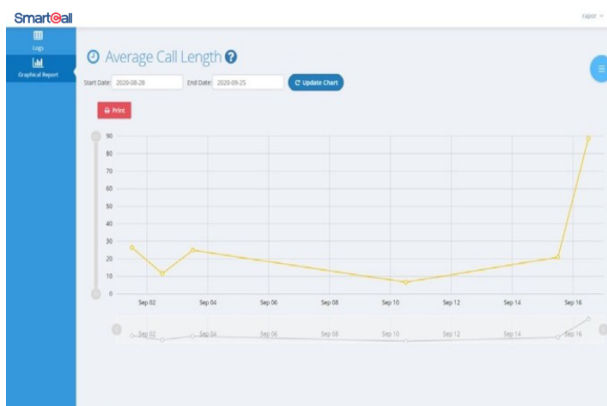 SmartCall
rapor
Logs
Graphical Report
Average Call Length ?
Start Date: 2020-08-28 End Date: 2020-09-25 Update Chart
Print
90
80
70
60
50
40
30
20
10
0
Sep 02 Sep 04 Sep 06 Sep 08 Sep 10 Sep 12 Sep 14 Sep 16
Sep 02 Sep 04 Sep 06 Sep 08 Sep 10 Sep 12 Sep 14 Sep 16